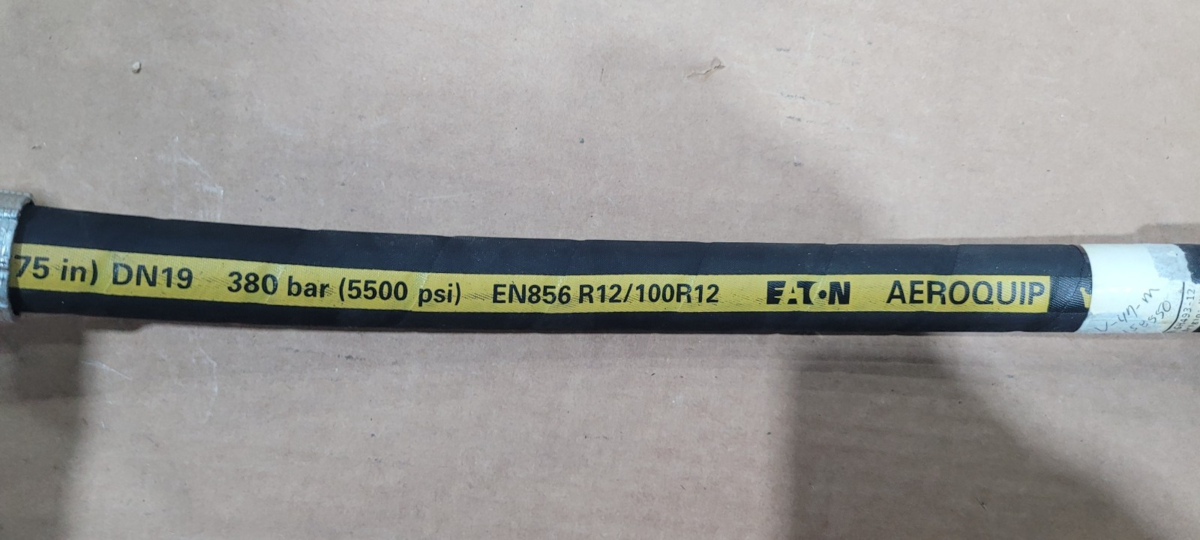 75 in) DN19 380 bar (5500 psi) EN856 R12/100R12 EATON AEROQUIP